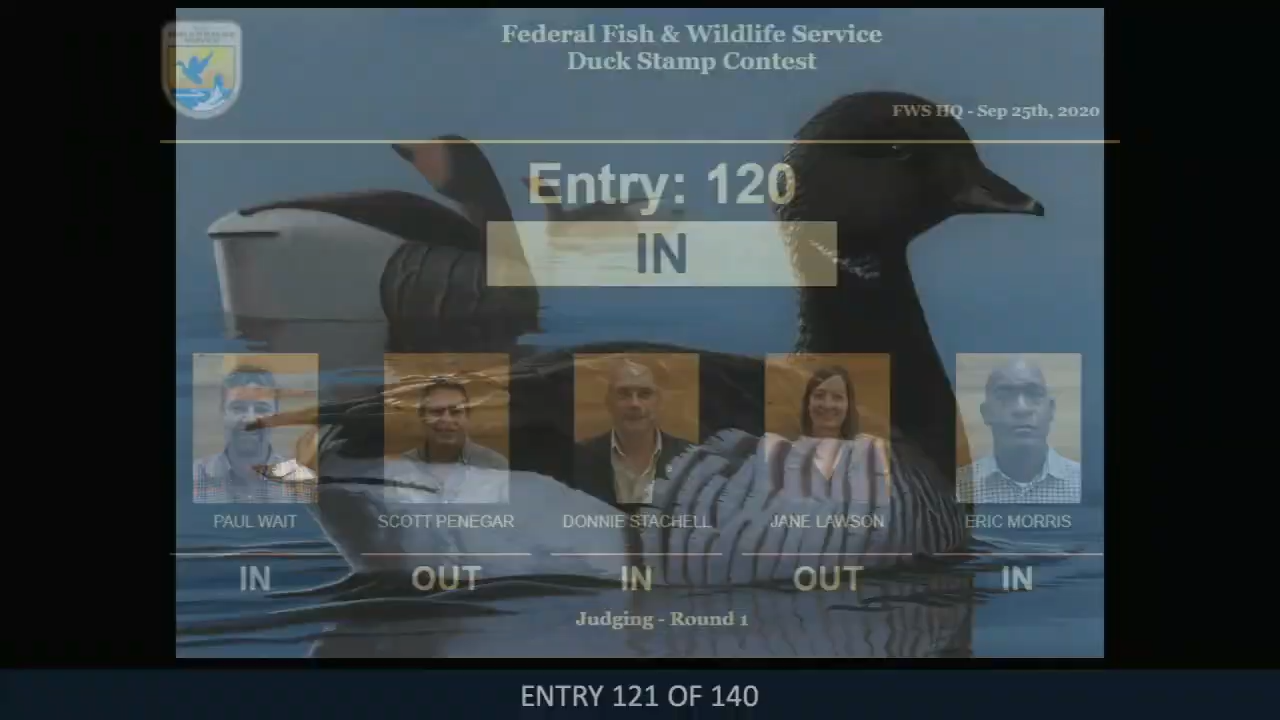 Federal Fish & Wildlife Service
Duck Stamp Contest
FWS HQ - Sep 25th, 2020
Entry: 120
IN
PAUL WAIT
SCOTT PENEGAR
DONNIE STACHELL
JANE LAWSON
ERIC MORRIS
IN
OUT
IN
OUT
IN
Judging - Round 1
ENTRY 121 OF 140